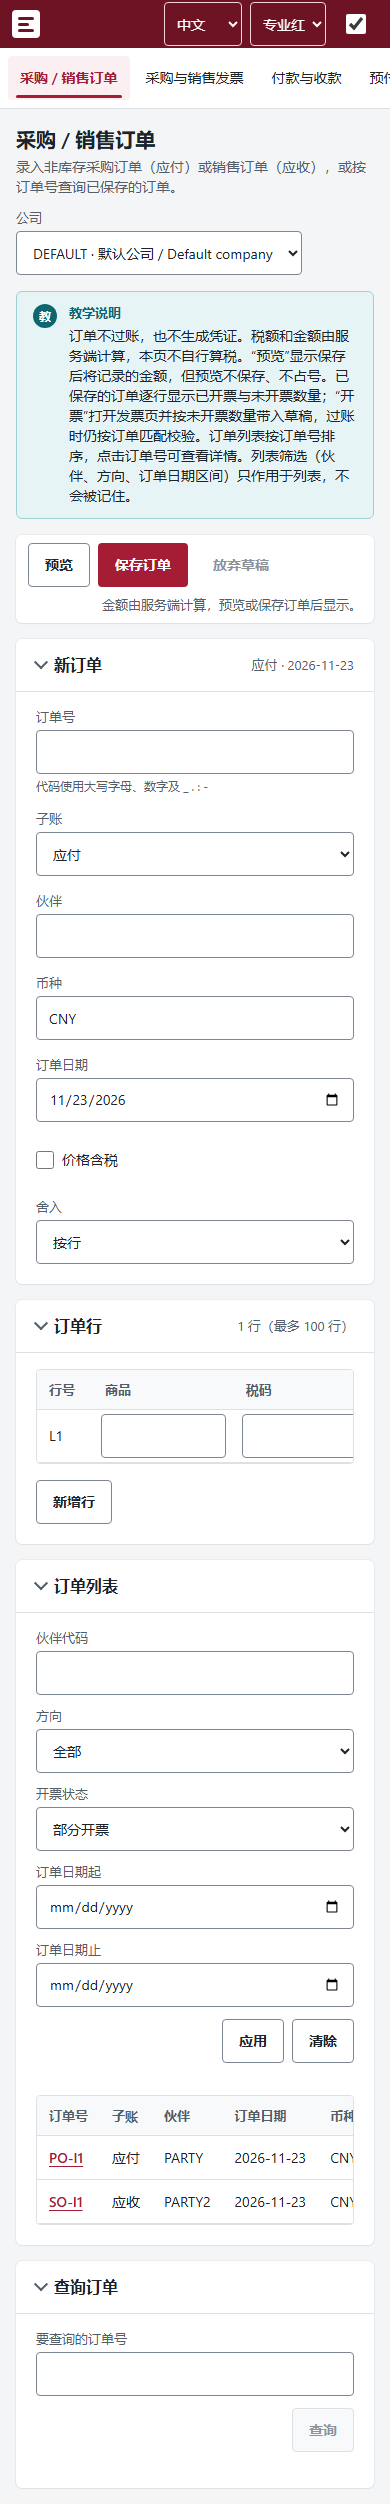 中文 专业红
采购 / 销售订单 采购与销售发票 付款与收款 预付
采购 / 销售订单
录入非库存采购订单（应付）或销售订单（应收），或按
订单号查询已保存的订单。
公司
DEFAULT · 默认公司 / Default company
教 教学说明
订单不过账，也不生成凭证。税额和金额由服
务端计算，本页不自行算税。“预览”显示保存
后将记录的金额，但预览不保存、不占号。已
保存的订单逐行显示已开票与未开票数量；“开
票”打开发票页并按未开票数量带入草稿，过账
时仍按订单匹配校验。订单列表按订单号排
序，点击订单号可查看详情。列表筛选（伙
伴、方向、订单日期区间）只作用于列表，不
会被记住。
预览 保存订单 放弃草稿
金额由服务端计算，预览或保存订单后显示。
新订单 应付 · 2026-11-23
订单号
代码使用大写字母、数字及 _ . : -
子账
应付
伙伴
币种
CNY
订单日期
11/23/2026
价格含税
舍入
按行
订单行 1 行（最多 100 行）
行号 商品 税码
L1
新增行
订单列表
伙伴代码
方向
全部
开票状态
部分开票
订单日期起
mm/dd/yyyy
订单日期止
mm/dd/yyyy
应用 清除
订单号 子账 伙伴 订单日期 币种
PO-I1 应付 PARTY 2026-11-23 CNY
SO-I1 应收 PARTY2 2026-11-23 CNY
查询订单
要查询的订单号
查询